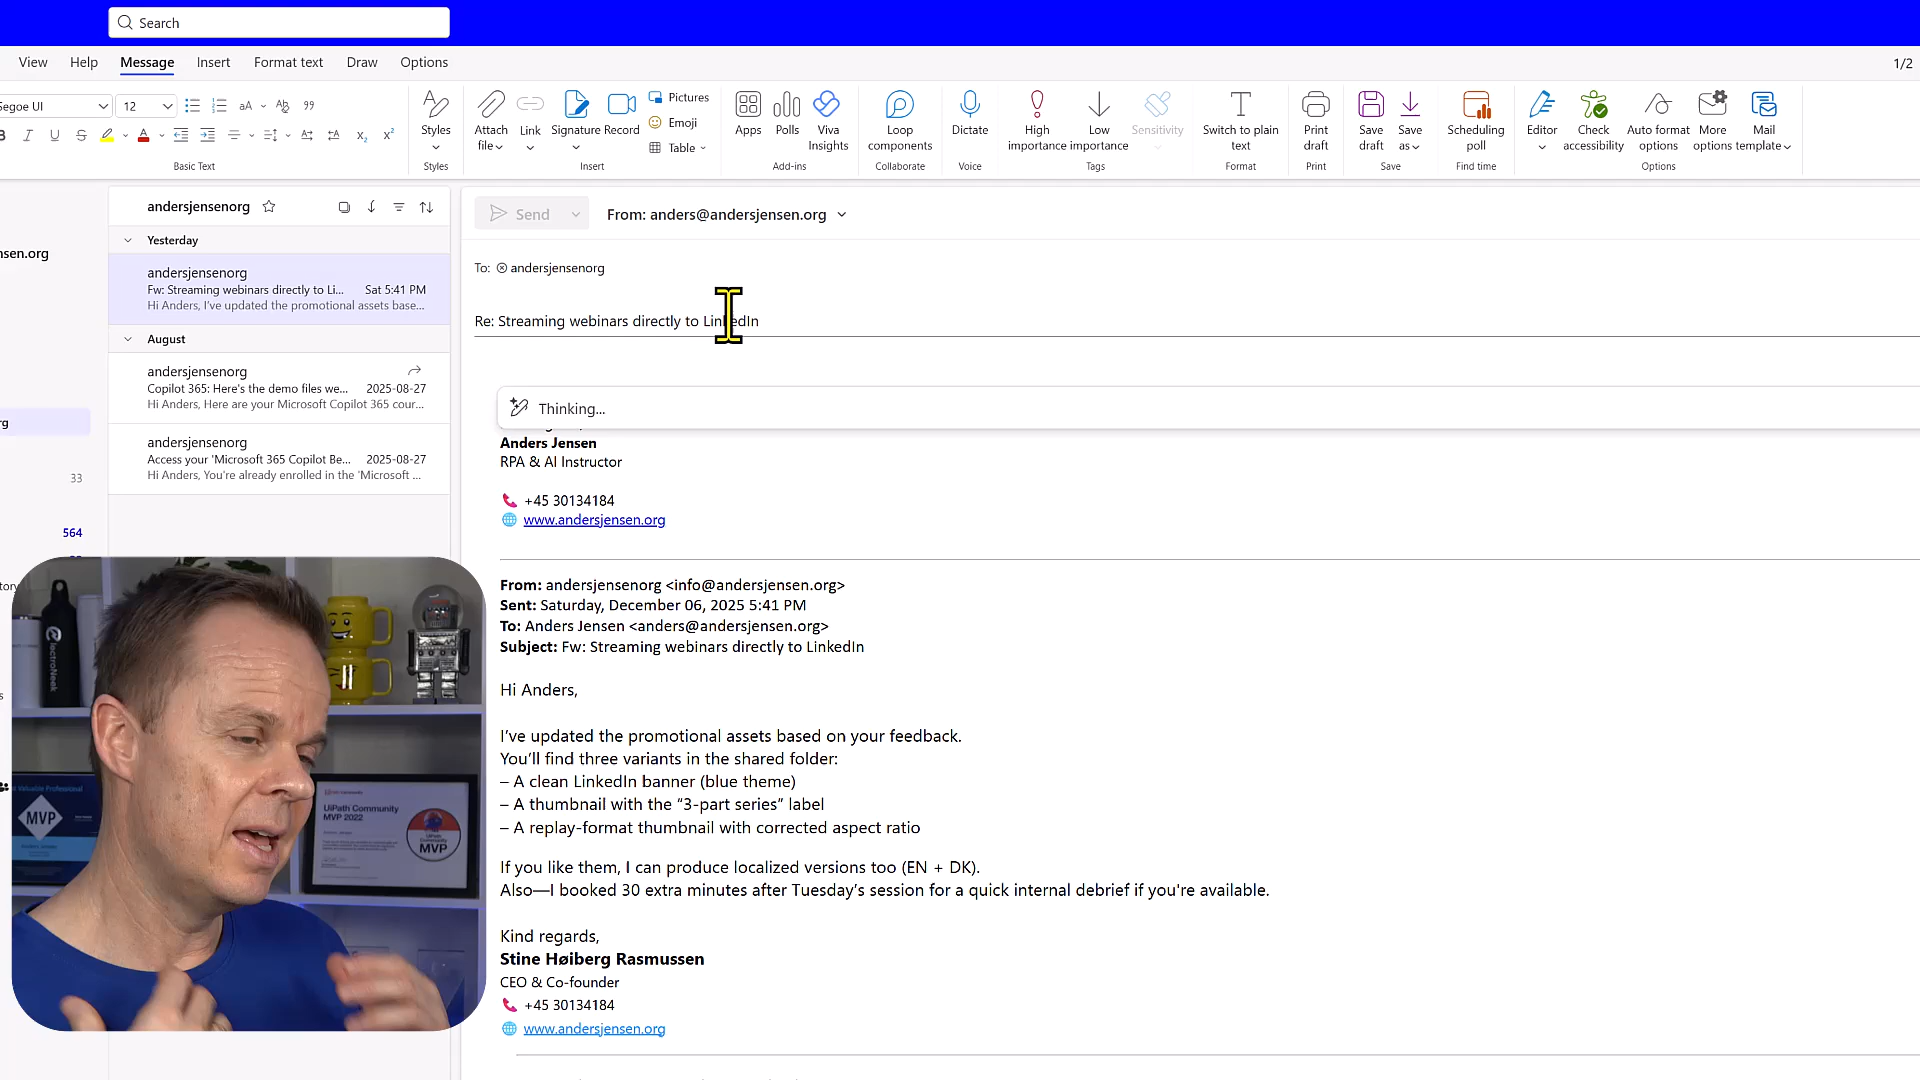 Search
View Help Message Insert Format text Draw Options 1/2
Segoe UI 12
Styles
Attach file
Link
Signature
Record
Pictures
Emoji
Table
Apps
Polls
Viva Insights
Loop components
Dictate
High importance
Low importance
Sensitivity
Switch to plain text
Print draft
Save draft
Save as
Scheduling poll
Editor
Check accessibility
Auto format options
More options
Mail template
Basic Text Styles Insert Add-ins Collaborate Voice Tags Format Print Save Find time Options
andersjensenorg
Yesterday
andersjensenorg
Fw: Streaming webinars directly to Li... Sat 5:41 PM
Hi Anders, I've updated the promotional assets base...
August
andersjensenorg
Copilot 365: Here's the demo files we... 2025-08-27
Hi Anders, Here are your Microsoft Copilot 365 cour...
andersjensenorg
Access your 'Microsoft 365 Copilot Be... 2025-08-27
Hi Anders, You're already enrolled in the 'Microsoft ...
nsen.org
rg
33
564
Send
From: anders@andersjensen.org
To: andersjensenorg
Re: Streaming webinars directly to LinkedIn
Thinking...
Anders Jensen
RPA & AI Instructor
+45 30134184
www.andersjensen.org
From: andersjensenorg <info@andersjensen.org>
Sent: Saturday, December 06, 2025 5:41 PM
To: Anders Jensen <anders@andersjensen.org>
Subject: Fw: Streaming webinars directly to LinkedIn
Hi Anders,
I've updated the promotional assets based on your feedback.
You'll find three variants in the shared folder:
– A clean LinkedIn banner (blue theme)
– A thumbnail with the “3-part series” label
– A replay-format thumbnail with corrected aspect ratio
If you like them, I can produce localized versions too (EN + DK).
Also—I booked 30 extra minutes after Tuesday's session for a quick internal debrief if you're available.
Kind regards,
Stine Høiberg Rasmussen
CEO & Co-founder
+45 30134184
www.andersjensen.org
ElectroNeek
MVP
UiPath Community
MVP 2022
MVP